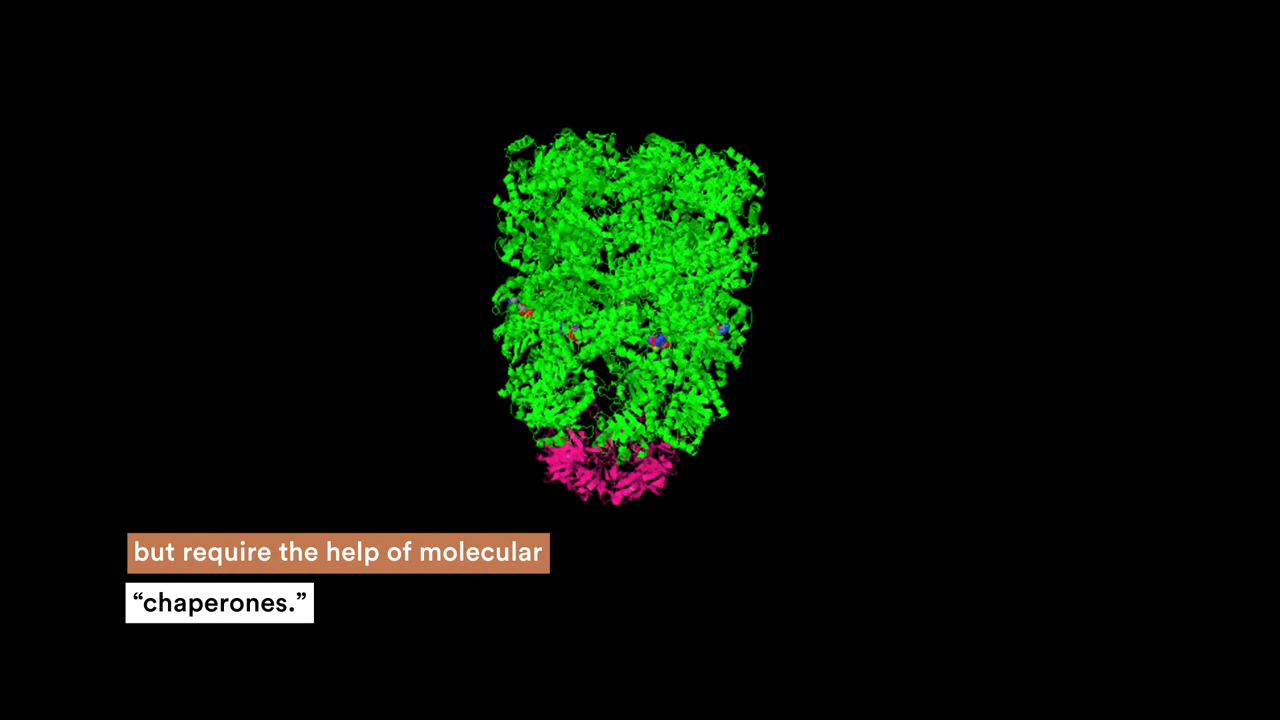 but require the help of molecular
“chaperones.”